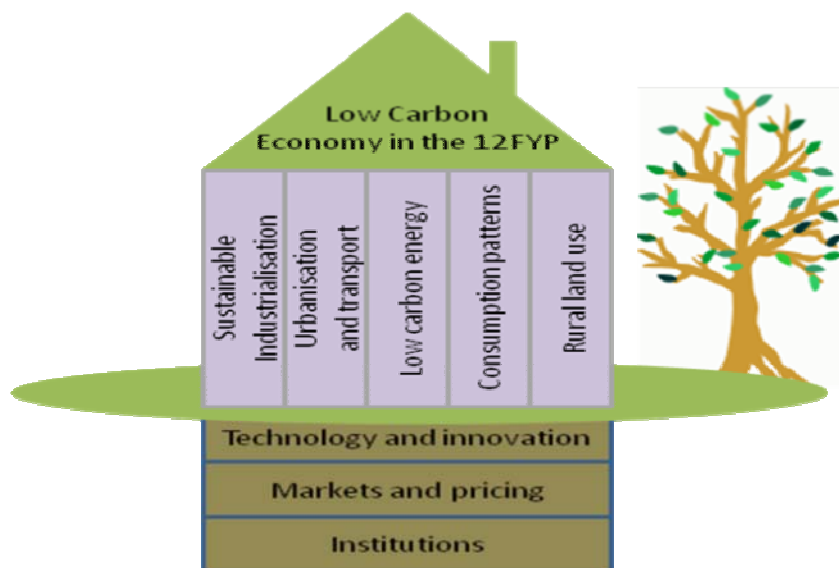 Low Carbon
Economy in the 12FYP
Sustainable
Industrialisation
Urbanisation
and transport
Low carbon energy
Consumption patterns
Rural land use
Technology and innovation
Markets and pricing
Institutions